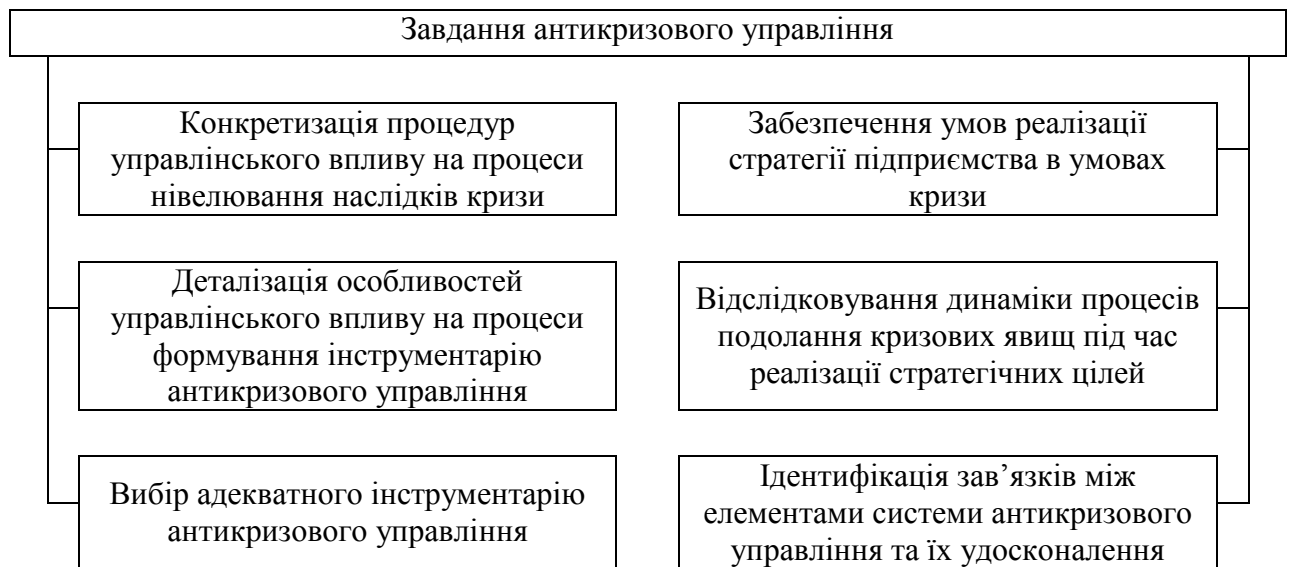 Завдання антикризового управління
Конкретизація процедур
управлінського впливу на процеси
нівелювання наслідків кризи
Забезпечення умов реалізації
стратегії підприємства в умовах
кризи
Деталізація особливостей
управлінського впливу на процеси
формування інструментарію
антикризового управління
Відслідковування динаміки процесів
подолання кризових явищ під час
реалізації стратегічних цілей
Вибір адекватного інструментарію
антикризового управління
Ідентифікація зав’язків між
елементами системи антикризового
управління та їх удосконалення